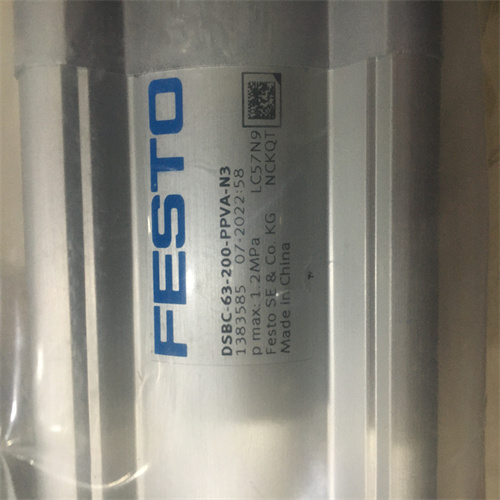 FESTO
DSBC-63-200-PPVA-N3
1383585 07-2022:58
p max: 1.2MPa LC57N9
Festo SE & Co. KG NCKQT
Made in China